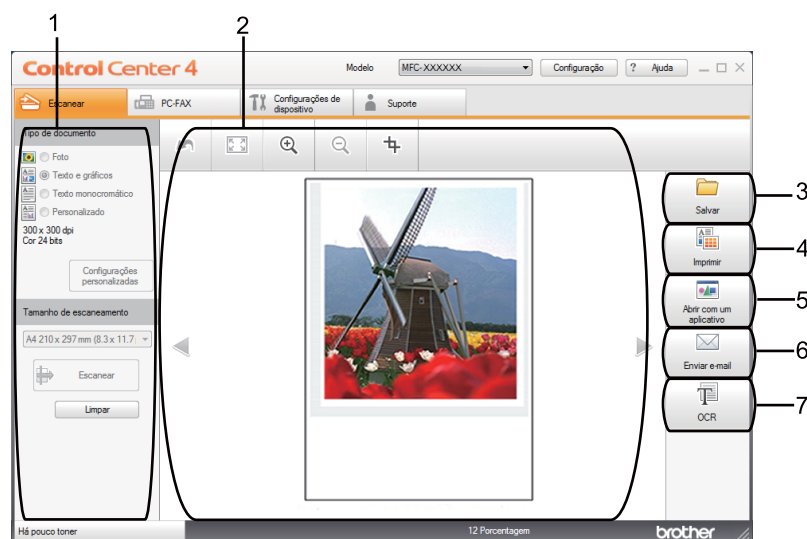 1
2
Control Center 4
Modelo
MFC-XXXXXX
Configuração
? Ajuda
Escanear
PC-FAX
Configurações de
dispositivo
Suporte
Tipo de documento
Foto
Texto e gráficos
Texto monocromático
Personalizado
300 x 300 dpi
Cor 24 bits
Configurações
personalizadas
Tamanho de escaneamento
A4 210 x 297 mm (8.3 x 11.7
Escanear
Limpar
Salvar
3
Imprimir
4
Abrir com um
aplicativo
5
Enviar e-mail
6
OCR
7
Há pouco toner
12 Porcentagem
brother